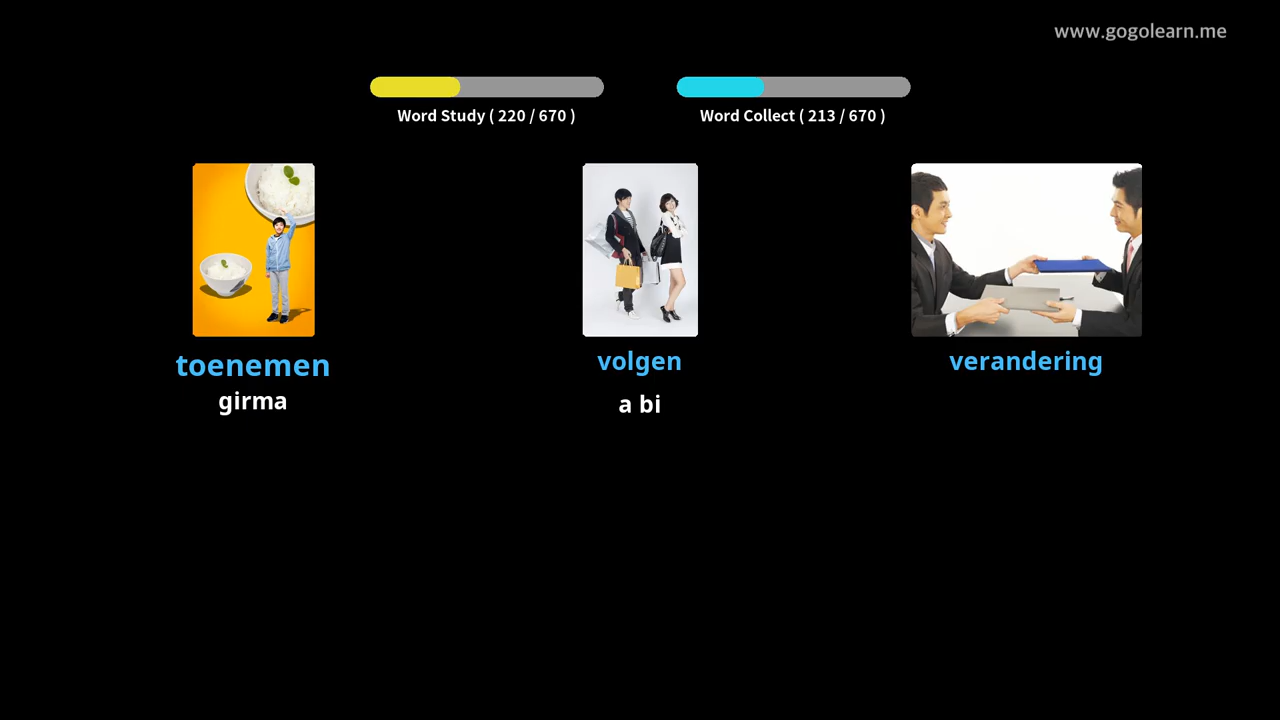 www.gogolearn.me
Word Study ( 220 / 670 )
Word Collect ( 213 / 670 )
toenemen
girma
volgen
a bi
verandering